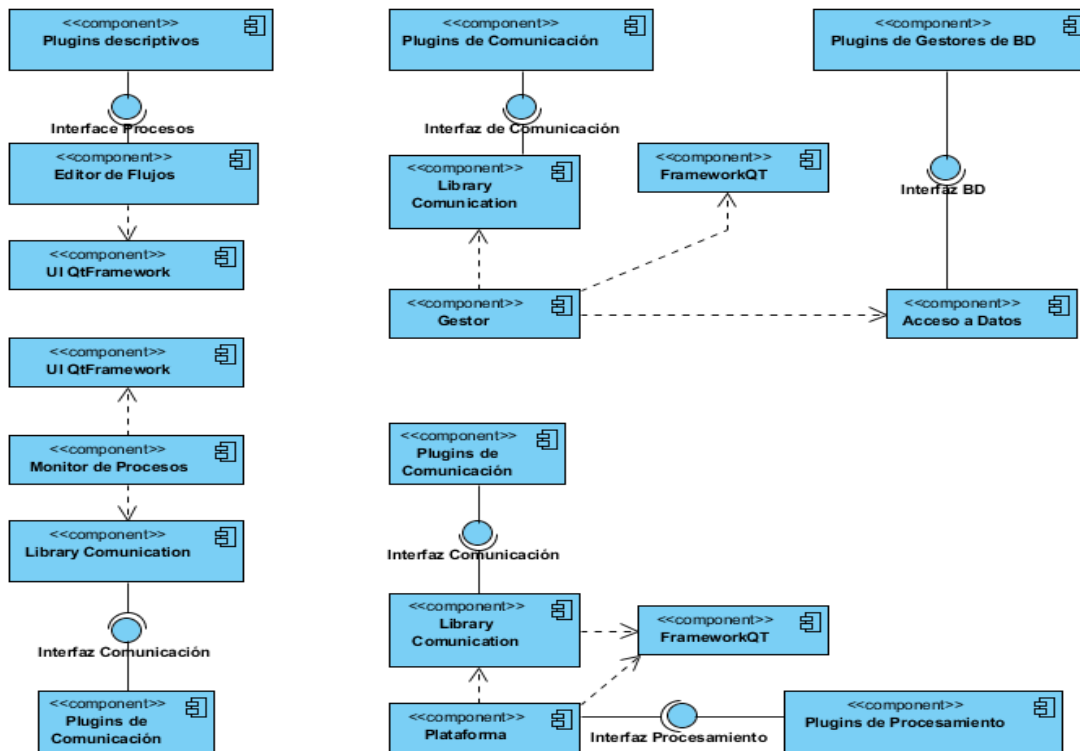 <<component>>
Plugins descriptivos
Interface Procesos
<<component>>
Editor de Flujos
<<component>>
UI QtFramework
<<component>>
UI QtFramework
<<component>>
Monitor de Procesos
<<component>>
Library Comunication
Interfaz Comunicación
<<component>>
Plugins de
Comunicación
<<component>>
Plugins de Comunicación
Interfaz de Comunicación
<<component>>
Library
Comunication
<<component>>
FrameworkQT
<<component>>
Gestor
<<component>>
Plugins de Gestores de BD
Interfaz BD
<<component>>
Acceso a Datos
<<component>>
Plugins de
Comunicación
Interfaz Comunicación
<<component>>
Library
Comunication
<<component>>
FrameworkQT
<<component>>
Plataforma
Interfaz Procesamiento
<<component>>
Plugins de Procesamiento